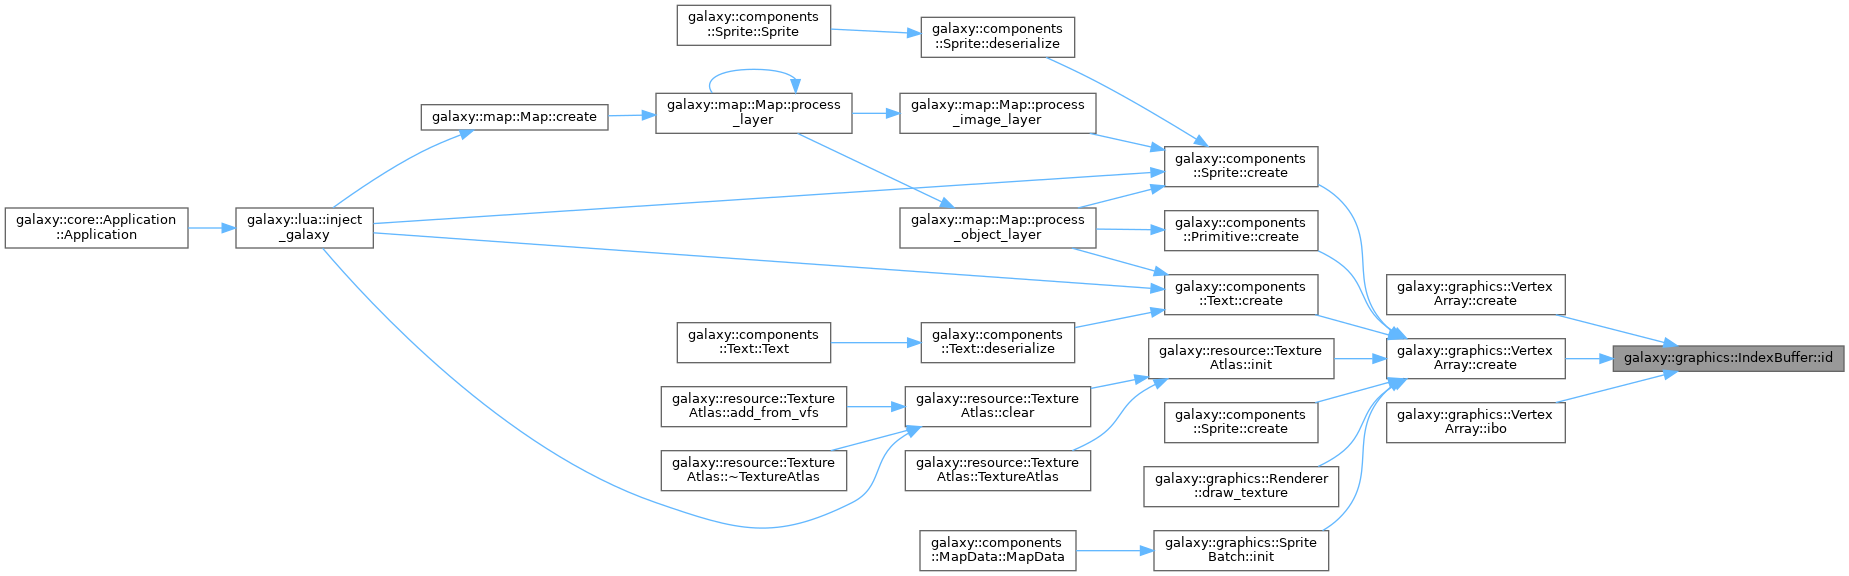 galaxy::components
::Sprite::Sprite
galaxy::components
::Sprite::deserialize
galaxy::map::Map::create
galaxy::map::Map::process
_layer
galaxy::map::Map::process
_image_layer
galaxy::components
::Sprite::create
galaxy::core::Application
::Application
galaxy::lua::inject
_galaxy
galaxy::map::Map::process
_object_layer
galaxy::components
::Primitive::create
galaxy::components
::Text::create
galaxy::graphics::Vertex
Array::create
galaxy::components
::Text::Text
galaxy::components
::Text::deserialize
galaxy::resource::Texture
Atlas::init
galaxy::graphics::Vertex
Array::create
galaxy::graphics::IndexBuffer::id
galaxy::resource::Texture
Atlas::add_from_vfs
galaxy::resource::Texture
Atlas::clear
galaxy::components
::Sprite::create
galaxy::graphics::Vertex
Array::ibo
galaxy::resource::Texture
Atlas::~TextureAtlas
galaxy::resource::Texture
Atlas::TextureAtlas
galaxy::graphics::Renderer
::draw_texture
galaxy::components
::MapData::MapData
galaxy::graphics::Sprite
Batch::init